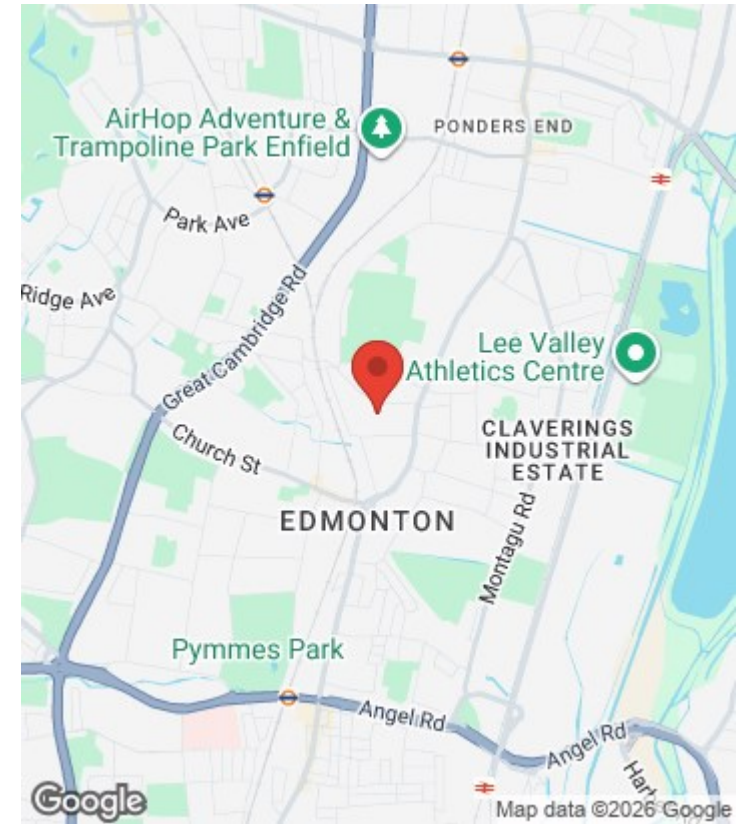 AirHop Adventure &
Trampoline Park Enfield
PONDERS END
Park Ave
Ridge Ave
Great Cambridge Rd
Lee Valley
Athletics Centre
Church St
CLAVERINGS
INDUSTRIAL
ESTATE
EDMONTON
Montagu Rd
Pymmes Park
Angel Rd
Angel Rd
Google
Map data ©2026 Google